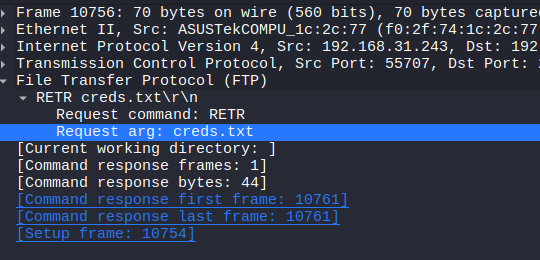 Frame 10756: 70 bytes on wire (560 bits), 70 bytes capture
Ethernet II, Src: ASUSTekCOMPU_1c:2c:77 (f0:2f:74:1c:2c:77
Internet Protocol Version 4, Src: 192.168.31.243, Dst: 192
Transmission Control Protocol, Src Port: 55707, Dst Port:
File Transfer Protocol (FTP)
RETR creds.txt\r\n
Request command: RETR
Request arg: creds.txt
[Current working directory: ]
[Command response frames: 1]
[Command response bytes: 44]
[Command response first frame: 10761]
[Command response last frame: 10761]
[Setup frame: 10754]